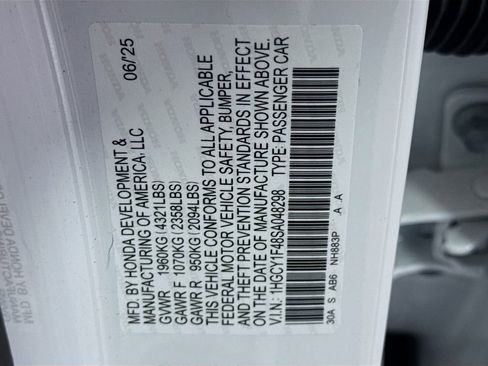 MFD. BY HONDA DEVELOPMENT & 06/25
MANUFACTURING OF AMERICA, LLC
GVWR 1960KG (4321LBS)
GAWR F 1070KG (2358LBS)
GAWR R 950KG (2094LBS)
THIS VEHICLE CONFORMS TO ALL APPLICABLE
FEDERAL MOTOR VEHICLE SAFETY, BUMPER,
AND THEFT PREVENTION STANDARDS IN EFFECT
ON THE DATE OF MANUFACTURE SHOWN ABOVE.
V.I.N.: 1HGCY1F48SA048298 TYPE: PASSENGER CAR
30A S AB6 NH883P A A